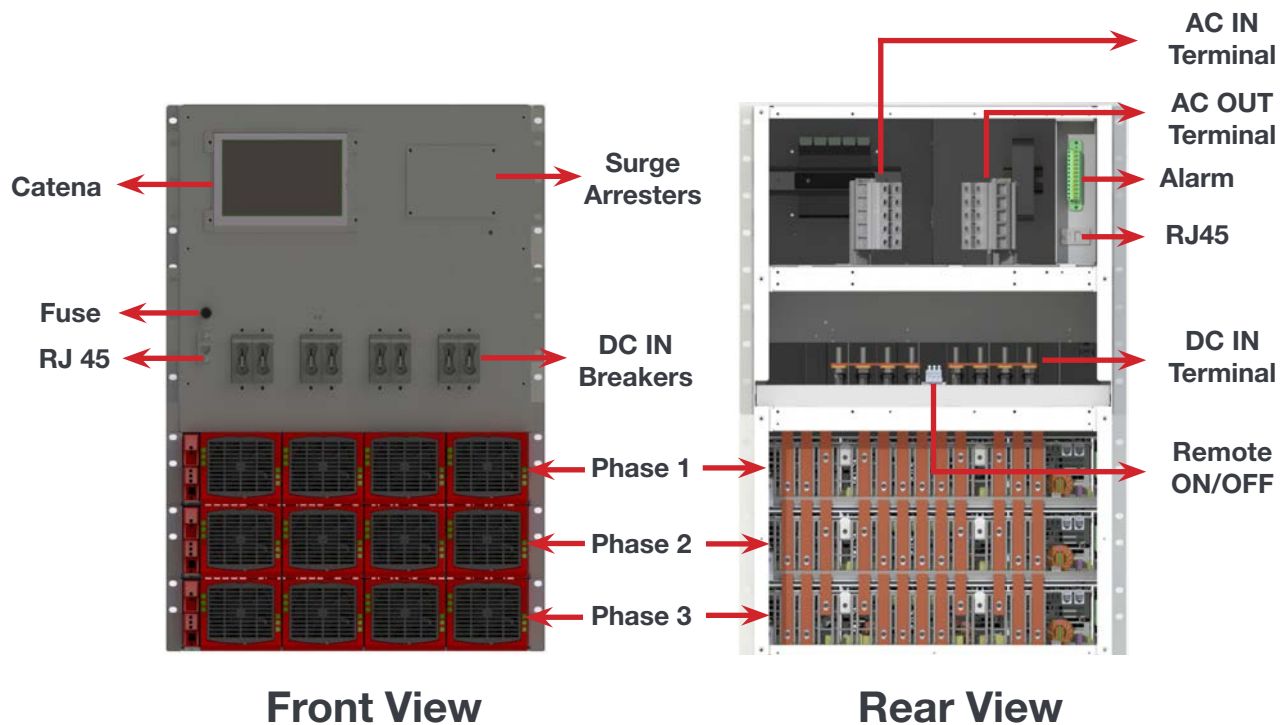 AC IN
Terminal
AC OUT
Terminal
Catena
Surge
Arresters
Alarm
RJ45
Fuse
RJ 45
DC IN
Breakers
DC IN
Terminal
Phase 1
Remote
ON/OFF
Phase 2
Phase 3
Front View
Rear View